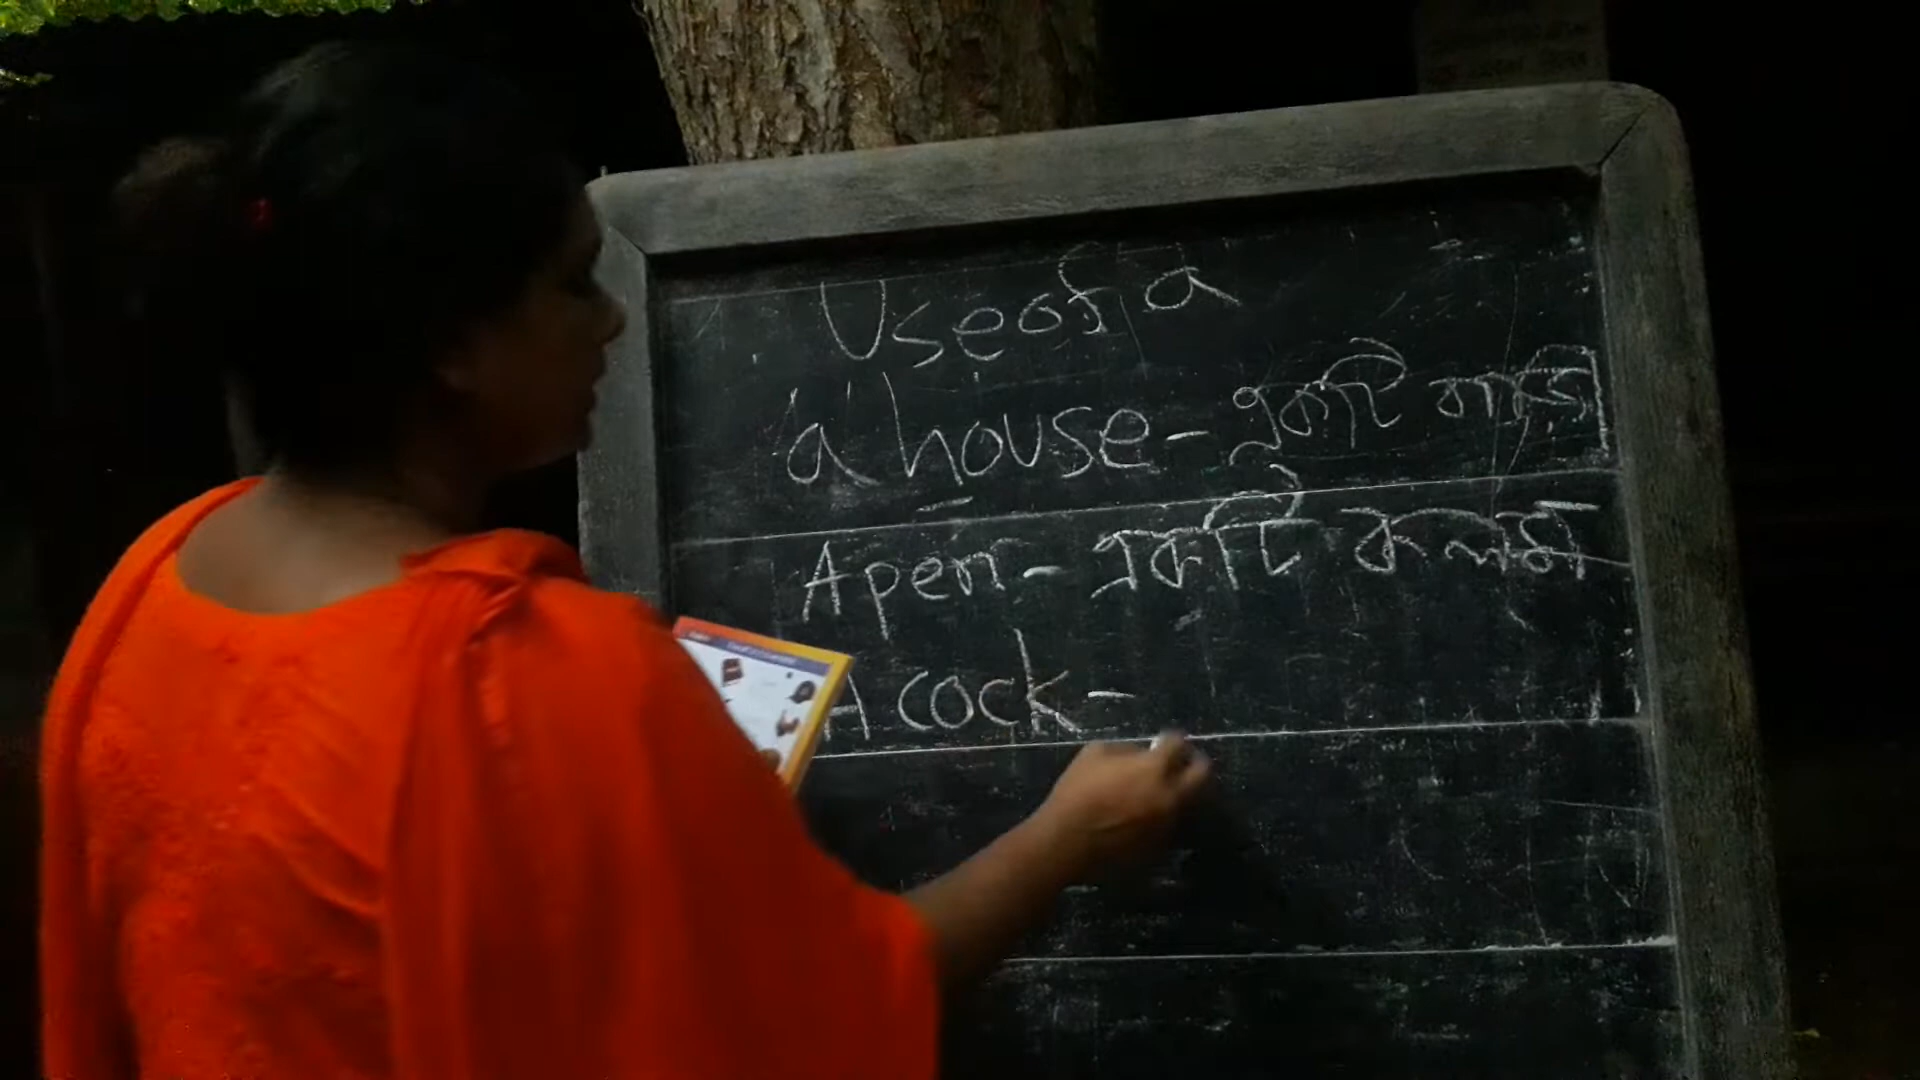 Use of a
a house - একটি বাড়ি
A pen - একটি কলম
A cock -